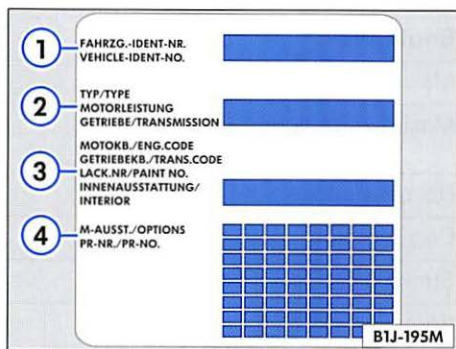 1
FAHRZG.-IDENT-NR.
VEHICLE-IDENT-NO.
2
TYP/TYPE
MOTORLEISTUNG
GETRIEBE/TRANSMISSION
3
MOTOKB./ENG.CODE
GETRIEBEKB./TRANS.CODE
LACK.NR/PAINT NO.
INNENAUSSTATTUNG/
INTERIOR
4
M-AUSST./OPTIONS
PR-NR./PR-NO.
B1J-195M